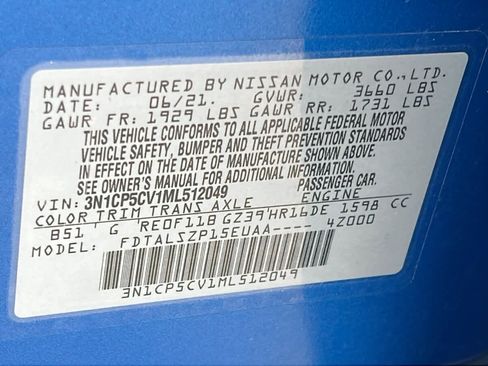 MANUFACTURED BY NISSAN MOTOR CO., LTD.
DATE: 06/21. GVWR: 3660 LBS
GAWR FR: 1929 LBS GAWR RR: 1731 LBS
THIS VEHICLE CONFORMS TO ALL APPLICABLE FEDERAL MOTOR
VEHICLE SAFETY, BUMPER AND THEFT PREVENTION STANDARDS
IN EFFECT ON THE DATE OF MANUFACTURE SHOWN ABOVE.
SEE OWNER'S MANUAL FOR ADDITIONAL INFORMATION.
VIN: 3N1CP5CV1ML512049 PASSENGER CAR.
COLOR TRIM TRANS AXLE ENGINE
B51 G RE0F11B GZ39 HR16DE 1598 CC
MODEL: FDTALSZP15EUAA---- 4Z000
3N1CP5CV1ML512049